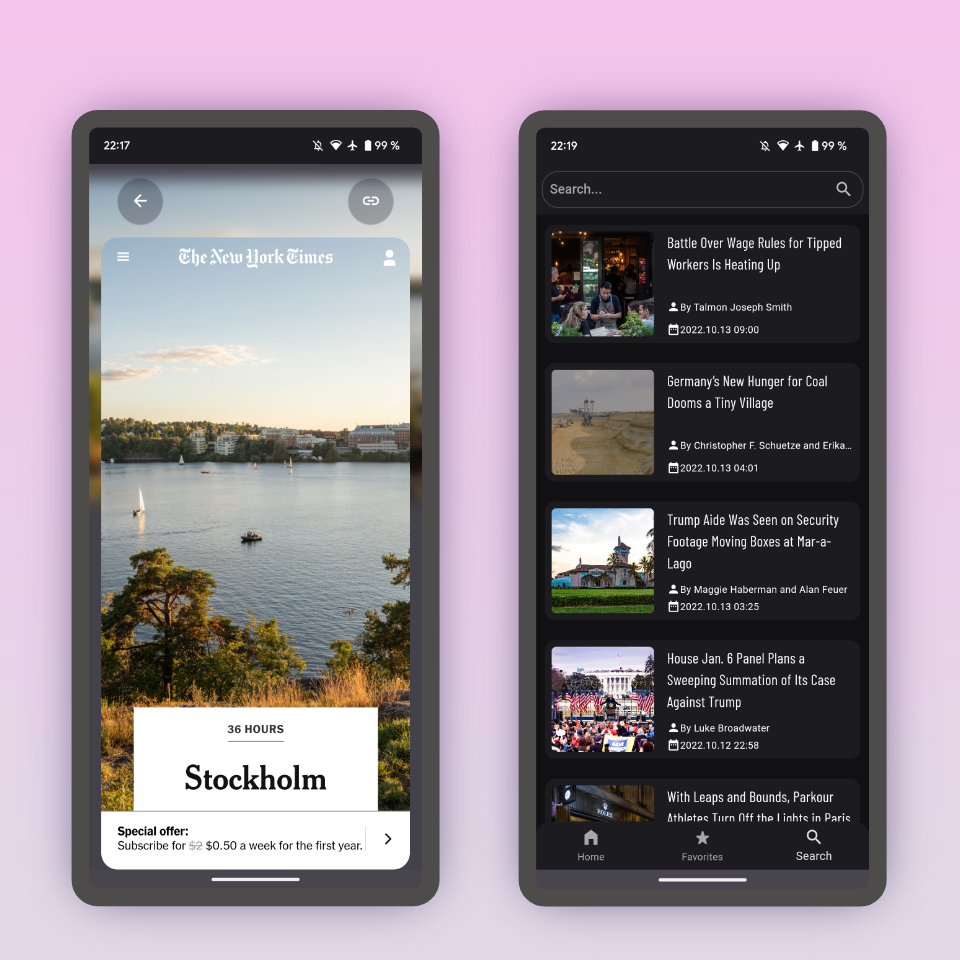 22:17
99 %
The New York Times
36 HOURS
Stockholm
Special offer:
Subscribe for $2 $0.50 a week for the first year.
22:19
99 %
Search...
Battle Over Wage Rules for Tipped
Workers Is Heating Up
By Talmon Joseph Smith
2022.10.13 09:00
Germany's New Hunger for Coal
Dooms a Tiny Village
By Christopher F. Schuetze and Erika...
2022.10.13 04:01
Trump Aide Was Seen on Security
Footage Moving Boxes at Mar-a-
Lago
By Maggie Haberman and Alan Feuer
2022.10.13 03:25
House Jan. 6 Panel Plans a
Sweeping Summation of Its Case
Against Trump
By Luke Broadwater
2022.10.12 22:58
ROLEX
With Leaps and Bounds, Parkour
Athletes Turn Off the Lights in Paris
Home
Favorites
Search